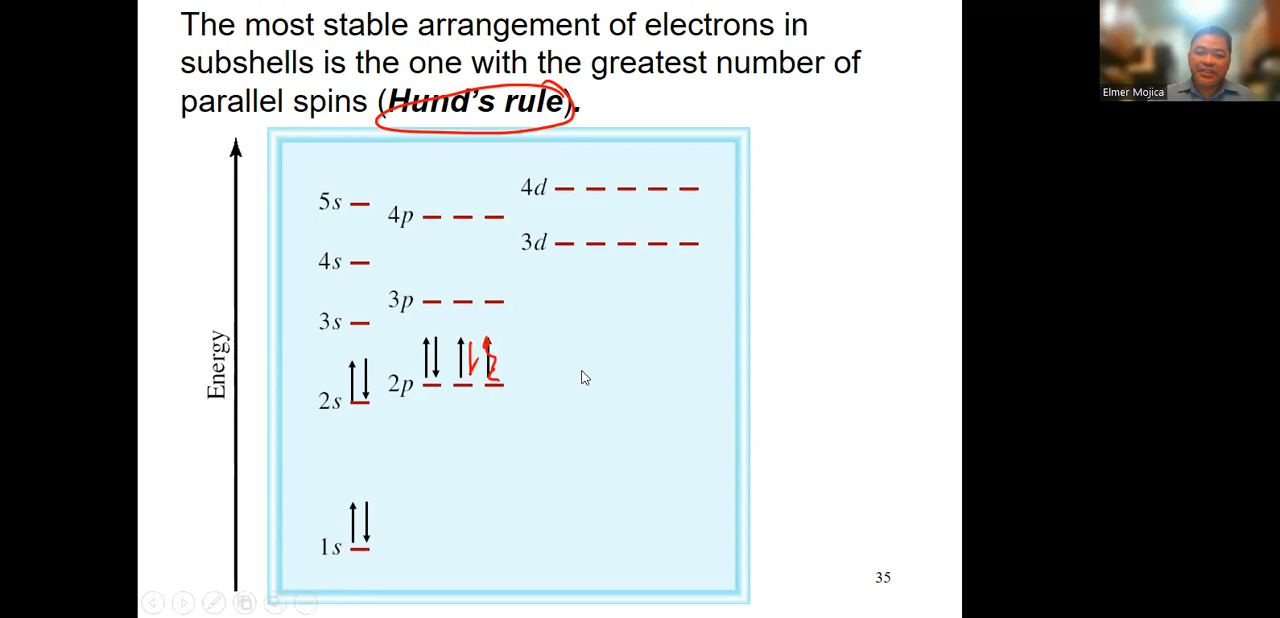 The most stable arrangement of electrons in
subshells is the one with the greatest number of
parallel spins (Hund's rule).
Elmer Mojica
Energy
5s
4p
4d
3d
4s
3p
3s
2p
2s
1s
35